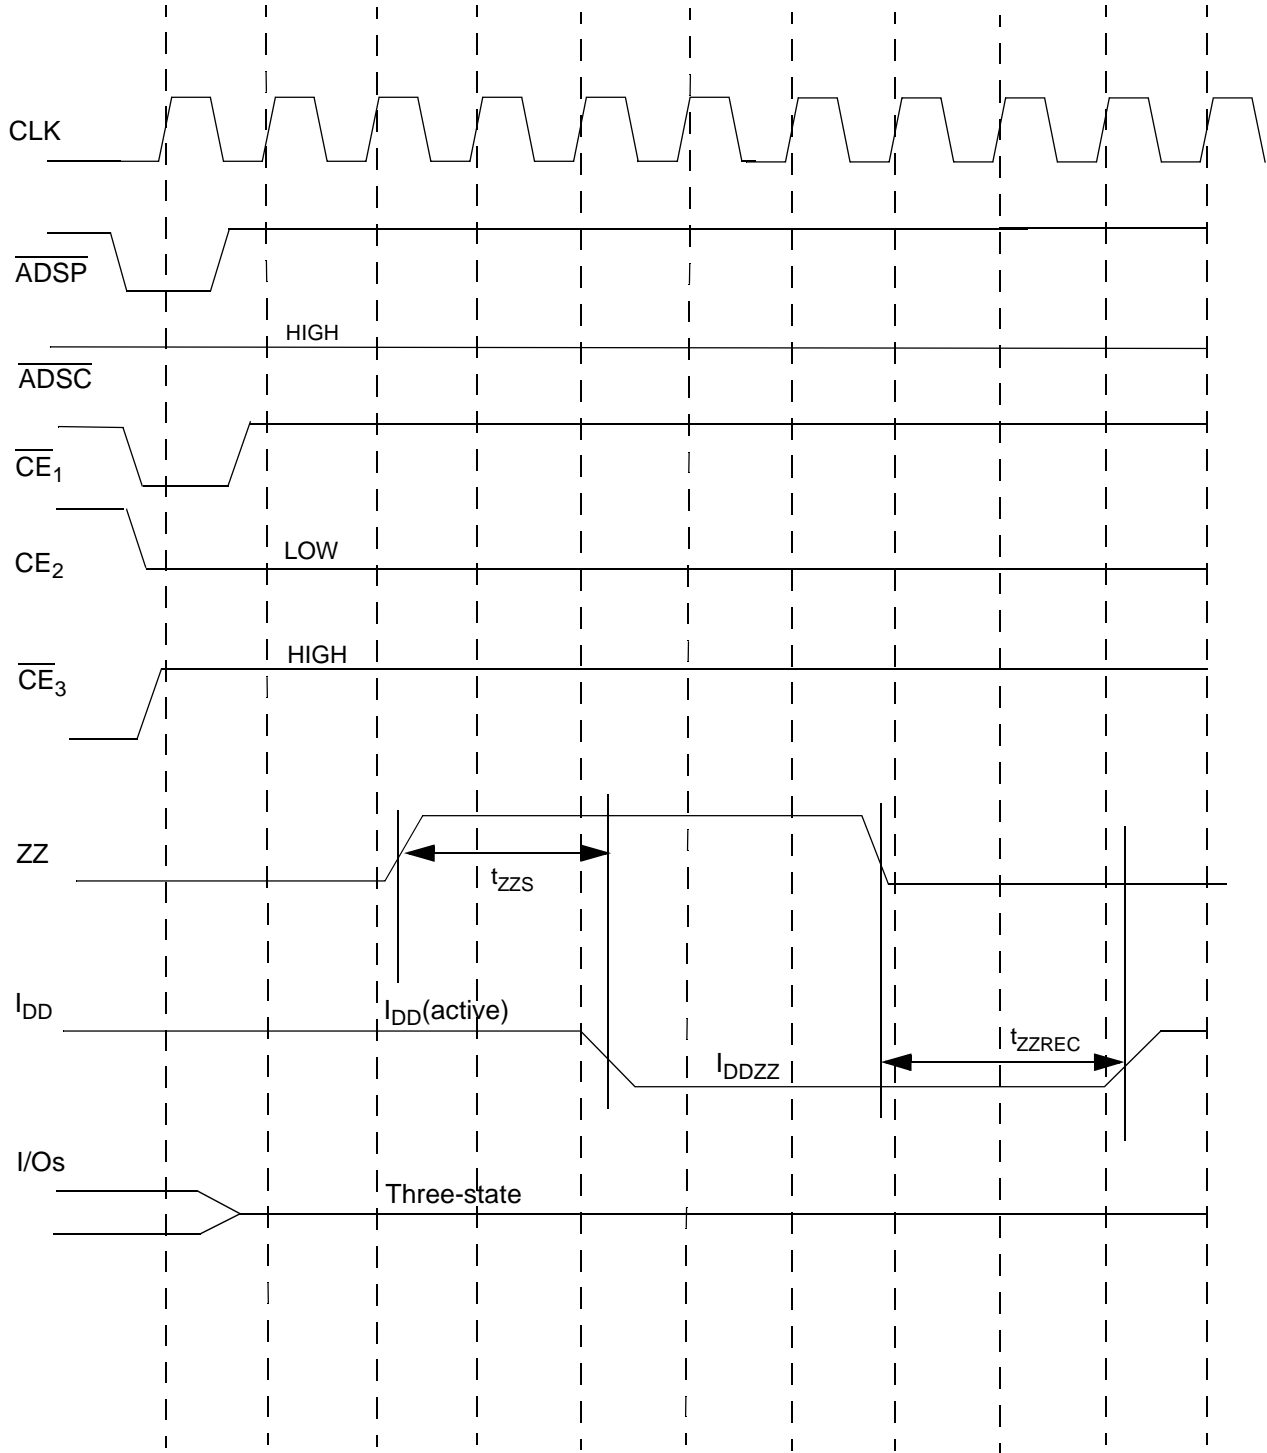 CLK
ADSP
HIGH
ADSC
CE1
LOW
CE2
HIGH
CE3
ZZ
tZZS
IDD
IDD(active)
tZZREC
IDDZZ
I/Os
Three-state